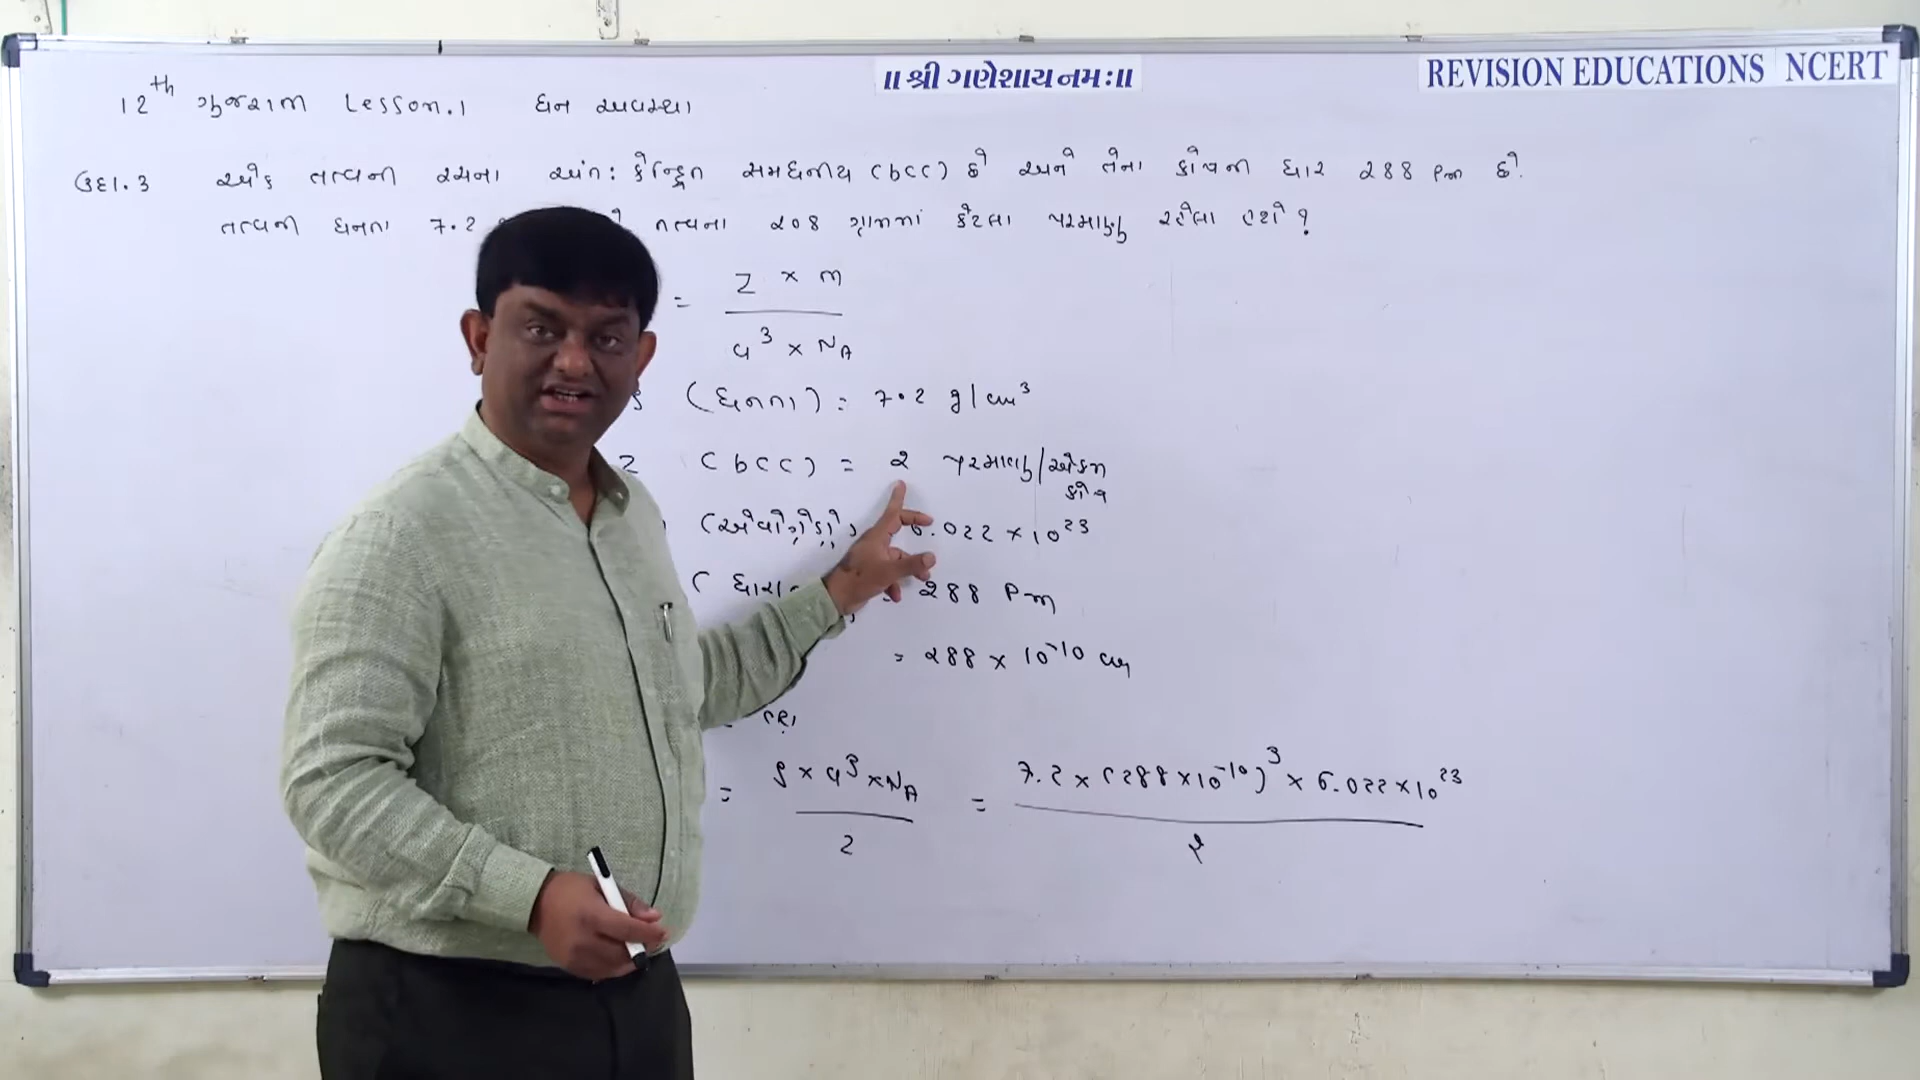 ॥ શ્રી ગણેશાય નમઃ॥
REVISION EDUCATIONS NCERT
12th ગુજરાતી Lesson.1 ઘન અવસ્થા
ઉદા.3 એક તત્વની રચના અંતઃ કેન્દ્રિત સમઘનીય (bcc) છે અને તેના કોષની ધાર 288 Pm છે.
તત્વની ઘનતા 7.2 તત્વના 208 ગ્રામમાં કેટલા પરમાણુ રહેલા હશે ?
= Z × M
a³ × NA
(ઘનતા) = 7.2 g/cm³
Z (bcc) = 2 પરમાણુ/એકમ કોષ
(એવોગેડ્રો) 6.022 × 10²³
= 288 Pm
= 288 × 10⁻¹⁰ cm
= ρ × a³ × NA = 7.2 × (288 × 10⁻¹⁰)³ × 6.022 × 10²³
Z 2